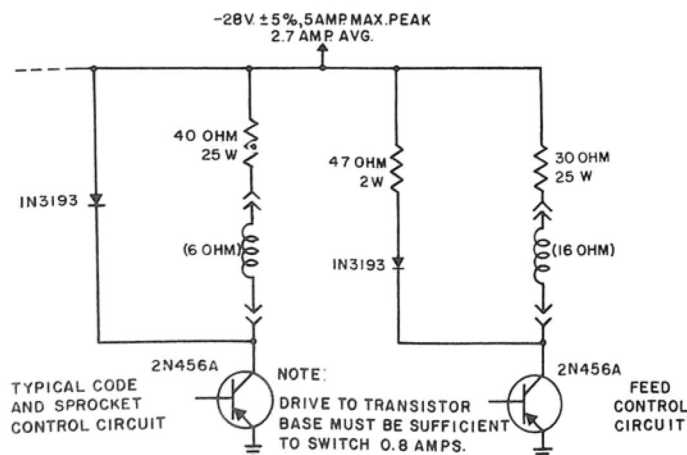 -28V. ±5%, 5AMP. MAX. PEAK
2.7 AMP. AVG.
40 OHM
25 W
47 OHM
2W
30 OHM
25 W
IN3193
(6 OHM)
IN3193
(16 OHM)
2N456A
2N456A
TYPICAL CODE
AND SPROCKET
CONTROL CIRCUIT
NOTE:
DRIVE TO TRANSISTOR
BASE MUST BE SUFFICIENT
TO SWITCH 0.8 AMPS.
FEED
CONTROL
CIRCUIT